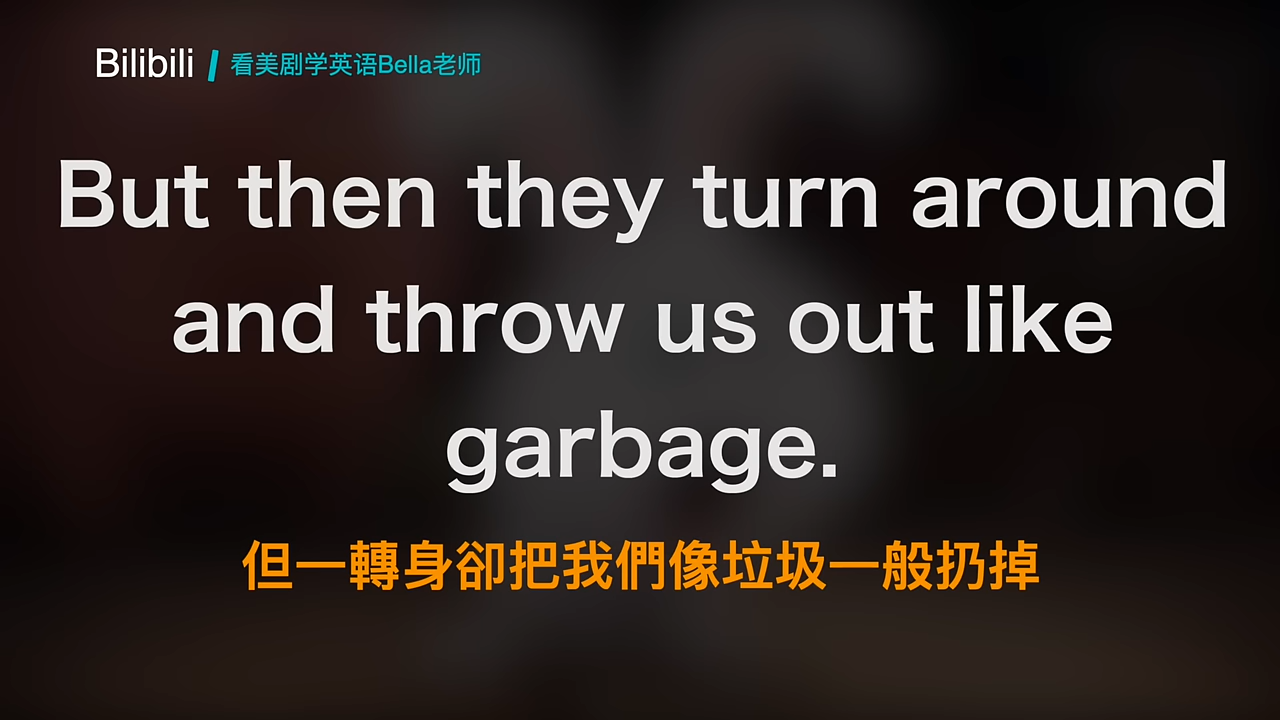 Bilibili / 看美剧学英语Bella老师
But then they turn around
and throw us out like
garbage.
但一轉身卻把我們像垃圾一般扔掉